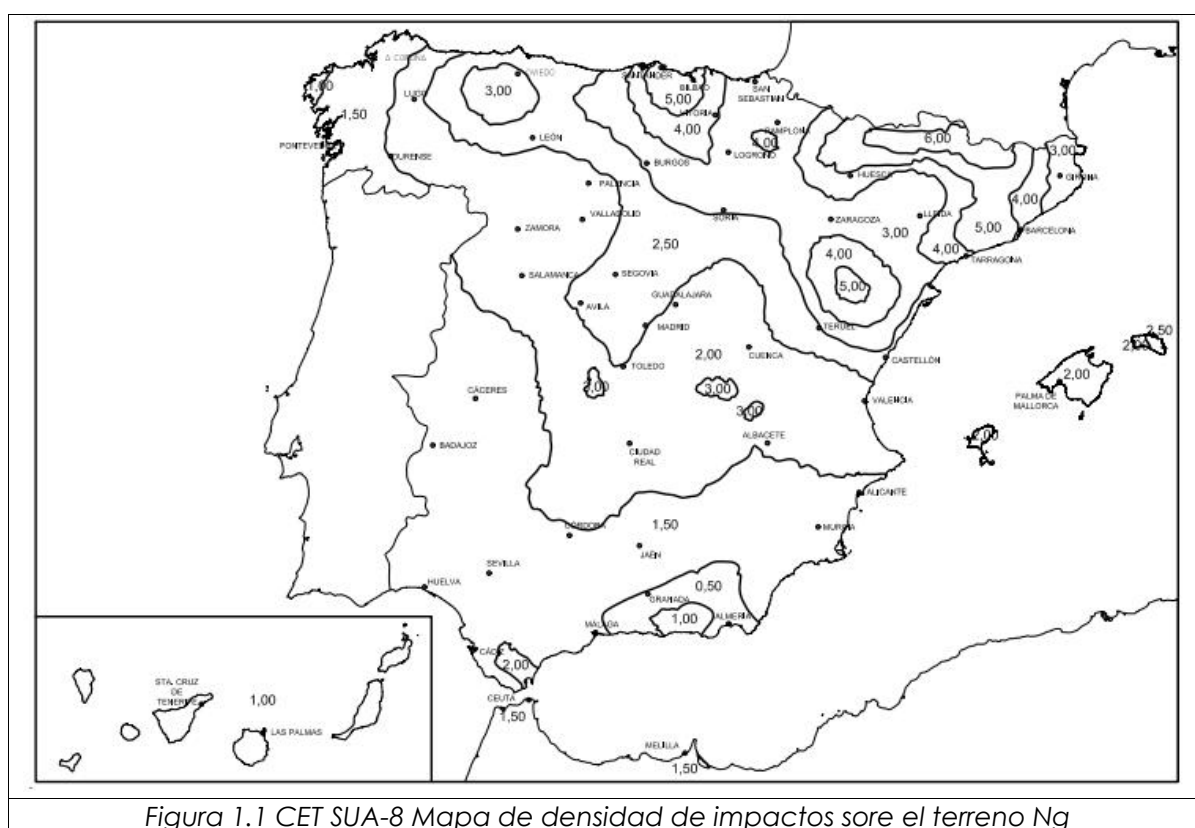 A CORUÑA
OVIEDO
SANTANDER
BILBAO
SAN
SEBASTIAN
1,00
LUGO
3,00
5,00
1,50
VITORIA
4,00
PAMPLONA
6,00
PONTEVEDRA
LEÓN
4,00
3,00
OURENSE
BURGOS
LOGROÑO
HUESCA
GIRONA
PALENCIA
4,00
VALLADOLID
SORIA
ZARAGOZA
LLEIDA
ZAMORA
3,00
5,00
BARCELONA
2,50
4,00
4,00
TARRAGONA
SALAMANCA
SEGOVIA
5,00
GUADALAJARA
AVILA
MADRID
TERUEL
2,50
2,00
2,00
CUENCA
CASTELLÓN
TOLEDO
2,00
CÁCERES
3,00
3,00
PALMA DE
MALLORCA
VALENCIA
3,00
BADAJOZ
CIUDAD
REAL
ALBACETE
2,00
ALICANTE
1,50
CÓRDOBA
MURCIA
JAÉN
SEVILLA
HUELVA
0,50
GRANADA
1,00
ALMERÍA
MÁLAGA
CÁDIZ
2,00
STA. CRUZ
DE
TENERIFE
1,00
CEUTA
1,50
LAS PALMAS
MELILLA
1,50
Figura 1.1 CET SUA-8 Mapa de densidad de impactos sore el terreno Ng